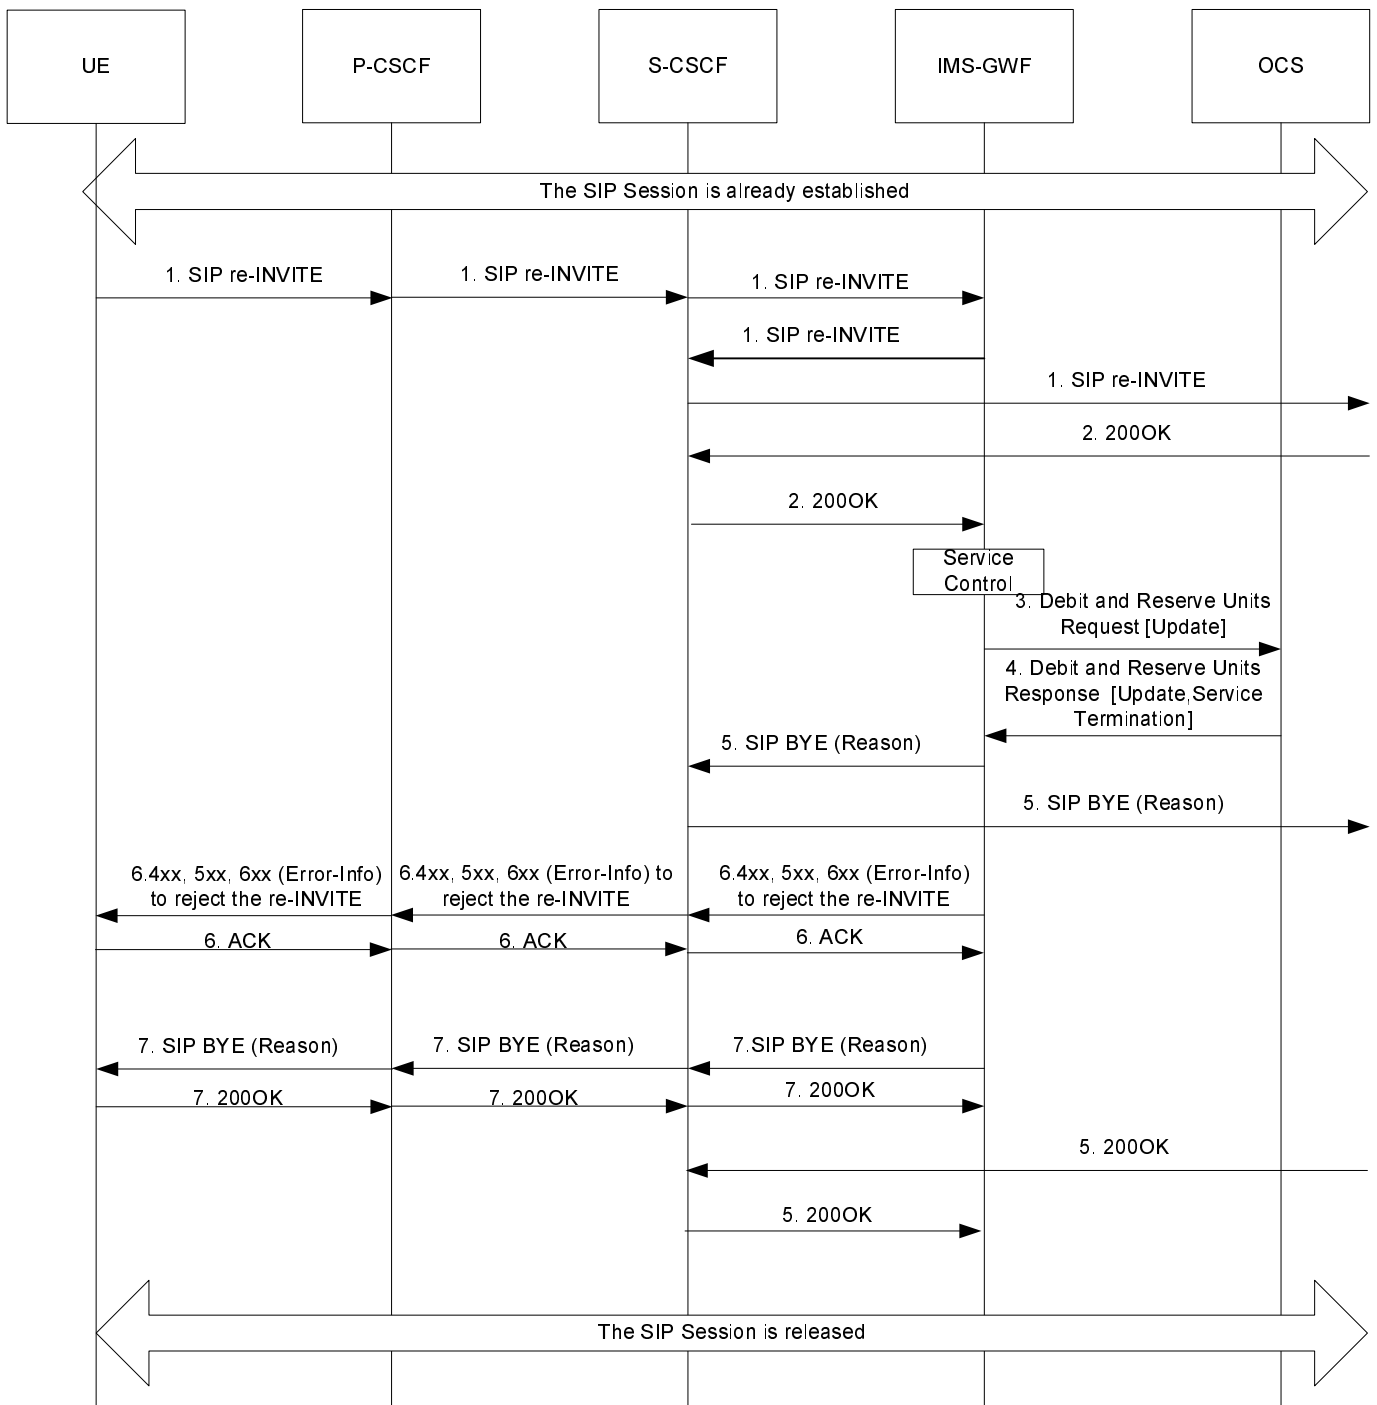 UE
P-CSCF
S-CSCF
IMS-GWF
OCS
The SIP Session is already established
1. SIP re-INVITE
1. SIP re-INVITE
1. SIP re-INVITE
1. SIP re-INVITE
1. SIP re-INVITE
2. 200OK
2. 200OK
Service
Control
3. Debit and Reserve Units
Request [Update]
4. Debit and Reserve Units
Response [Update,Service
Termination]
5. SIP BYE (Reason)
5. SIP BYE (Reason)
6.4xx, 5xx, 6xx (Error-Info)
to reject the re-INVITE
6.4xx, 5xx, 6xx (Error-Info) to
reject the re-INVITE
6.4xx, 5xx, 6xx (Error-Info)
to reject the re-INVITE
6. ACK
6. ACK
6. ACK
7. SIP BYE (Reason)
7. SIP BYE (Reason)
7.SIP BYE (Reason)
7. 200OK
7. 200OK
7. 200OK
5. 200OK
5. 200OK
The SIP Session is released